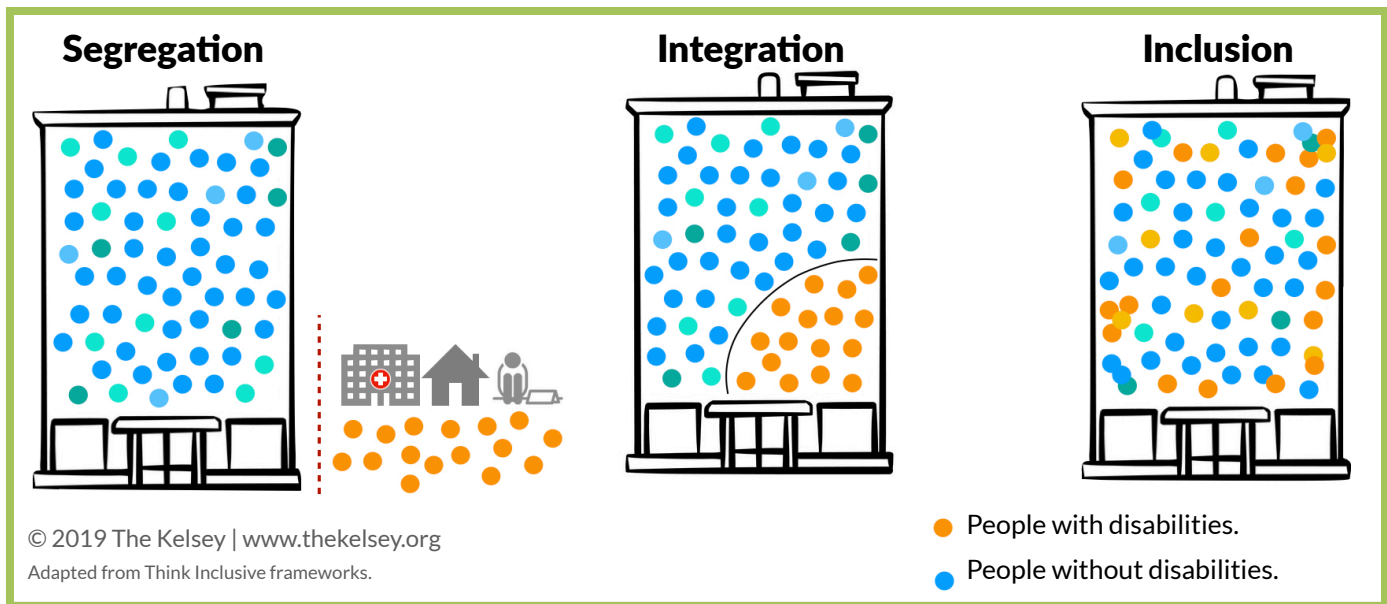 Segregation
Integration
Inclusion
© 2019 The Kelsey | www.thekelsey.org
Adapted from Think Inclusive frameworks.
People with disabilities.
People without disabilities.